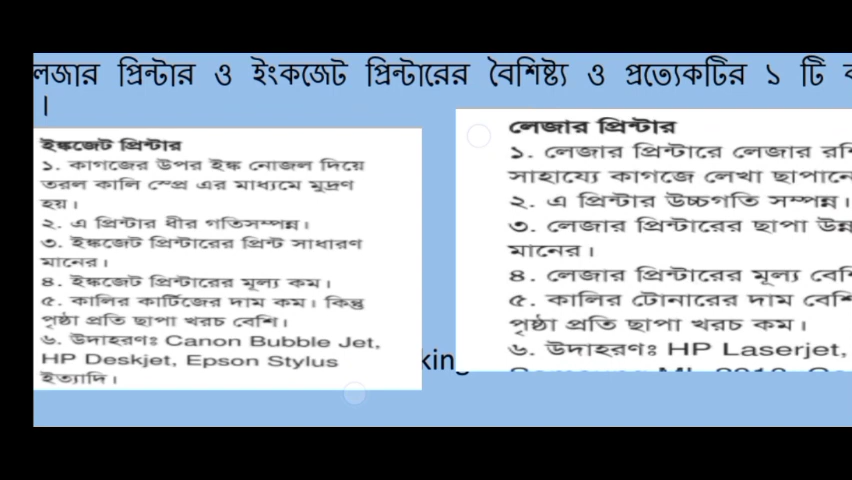 লজার প্রিন্টার ও ইংকজেট প্রিন্টারের বৈশিষ্ট্য ও প্রত্যেকটির ১ টি
।
ইঙ্কজেট প্রিন্টার
১. কাগজের উপর ইঙ্ক নোজল দিয়ে
তরল কালি স্প্রে এর মাধ্যমে মুদ্রণ
হয়।
২. এ প্রিন্টার ধীর গতিসম্পন্ন।
৩. ইঙ্কজেট প্রিন্টারের প্রিন্ট সাধারণ
মানের।
৪. ইঙ্কজেট প্রিন্টারের মূল্য কম।
৫. কালির কার্টিজের দাম কম। কিন্তু
পৃষ্ঠা প্রতি ছাপা খরচ বেশি।
৬. উদাহরণঃ Canon Bubble Jet,
HP Deskjet, Epson Stylus
ইত্যাদি।
king
লেজার প্রিন্টার
১. লেজার প্রিন্টারে লেজার রশ্মি
সাহায্যে কাগজে লেখা ছাপানো
২. এ প্রিন্টার উচ্চগতি সম্পন্ন।
৩. লেজার প্রিন্টারের ছাপা উন্ন
মানের।
৪. লেজার প্রিন্টারের মূল্য বেশি
৫. কালির টোনারের দাম বেশি
পৃষ্ঠা প্রতি ছাপা খরচ কম।
৬. উদাহরণঃ HP Laserjet,